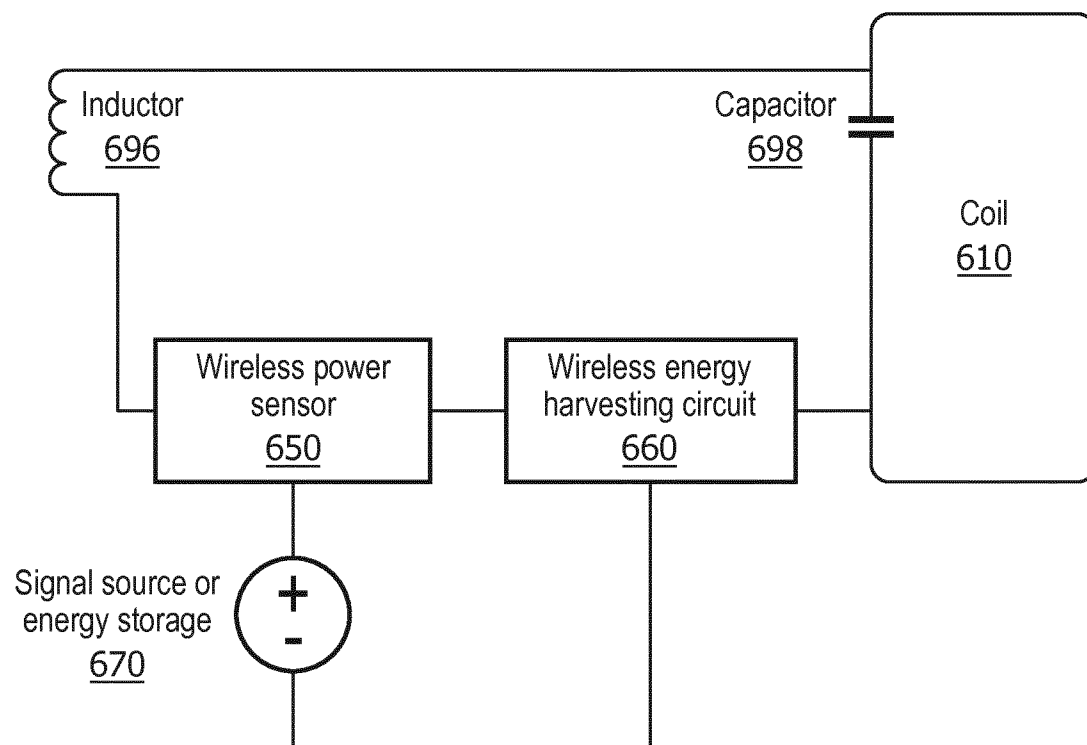 Inductor
696
Capacitor
698
Coil
610
Wireless power
sensor
650
Wireless energy
harvesting circuit
660
Signal source or
energy storage
670
+
-